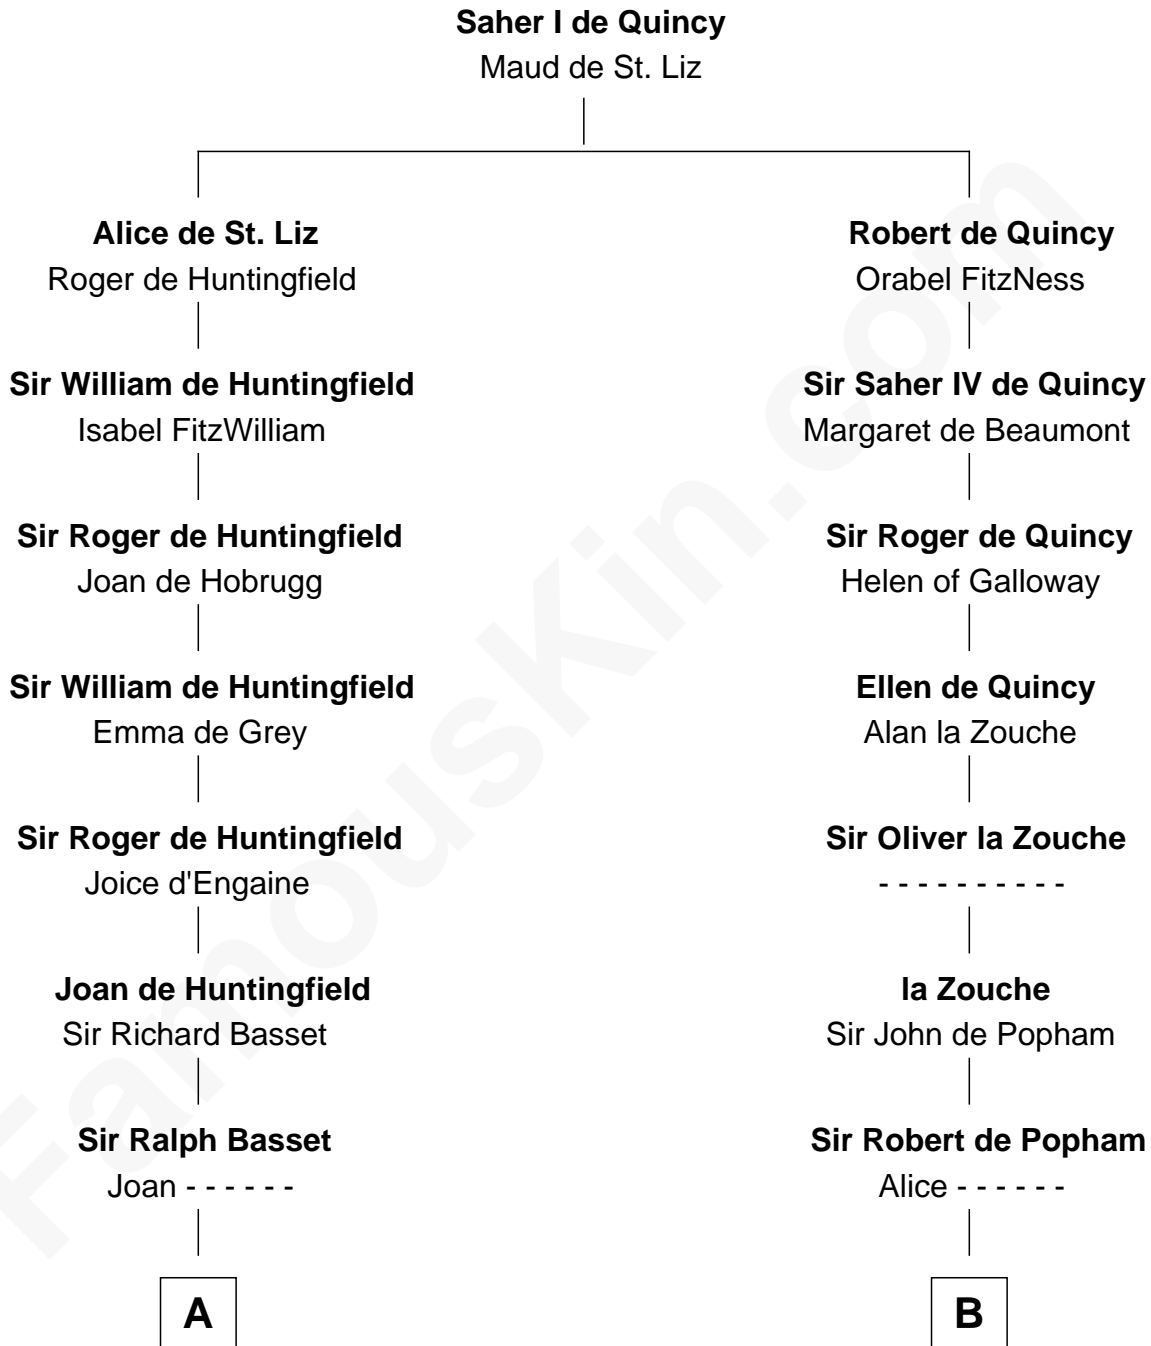 Saher I de Quincy
Maud de St. Liz
Alice de St. Liz
Roger de Huntingfield
Robert de Quincy
Orabel FitzNess
Sir William de Huntingfield
Isabel FitzWilliam
Sir Saher IV de Quincy
Margaret de Beaumont
Sir Roger de Huntingfield
Joan de Hobrugg
Sir Roger de Quincy
Helen of Galloway
Sir William de Huntingfield
Emma de Grey
Ellen de Quincy
Alan la Zouche
Sir Roger de Huntingfield
Joice d'Engaine
Sir Oliver la Zouche
- - - - - - - - - -
Joan de Huntingfield
Sir Richard Basset
la Zouche
Sir John de Popham
Sir Ralph Basset
Joan - - - - - -
Sir Robert de Popham
Alice - - - - - -
A
B
FamousKin.com